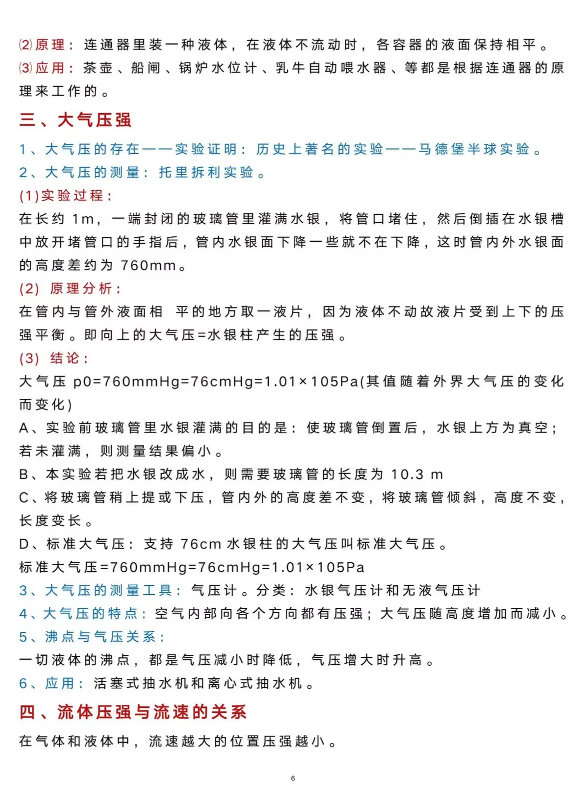 ⑵原理：连通器里装一种液体，在液体不流动时，各容器的液面保持相平。
⑶应用：茶壶、船闸、锅炉水位计、乳牛自动喂水器、等都是根据连通器的原
理来工作的。
三、大气压强
1、大气压的存在——实验证明：历史上著名的实验——马德堡半球实验。
2、大气压的测量：托里拆利实验。
(1)实验过程：
在长约 1m，一端封闭的玻璃管里灌满水银，将管口堵住，然后倒插在水银槽
中放开堵管口的手指后，管内水银面下降一些就不在下降，这时管内外水银面
的高度差约为 760mm。
(2) 原理分析：
在管内与管外液面相 平的地方取一液片，因为液体不动故液片受到上下的压
强平衡。即向上的大气压=水银柱产生的压强。
(3) 结论：
大气压 p0=760mmHg=76cmHg=1.01×105Pa(其值随着外界大气压的变化
而变化)
A、实验前玻璃管里水银灌满的目的是：使玻璃管倒置后，水银上方为真空；
若未灌满，则测量结果偏小。
B、本实验若把水银改成水，则需要玻璃管的长度为 10.3 m
C、将玻璃管稍上提或下压，管内外的高度差不变，将玻璃管倾斜，高度不变，
长度变长。
D、标准大气压：支持 76cm 水银柱的大气压叫标准大气压。
标准大气压=760mmHg=76cmHg=1.01×105Pa
3、大气压的测量工具：气压计。分类：水银气压计和无液气压计
4、大气压的特点：空气内部向各个方向都有压强；大气压随高度增加而减小。
5、沸点与气压关系：
一切液体的沸点，都是气压减小时降低，气压增大时升高。
6、应用：活塞式抽水机和离心式抽水机。
四、流体压强与流速的关系
在气体和液体中，流速越大的位置压强越小。
6